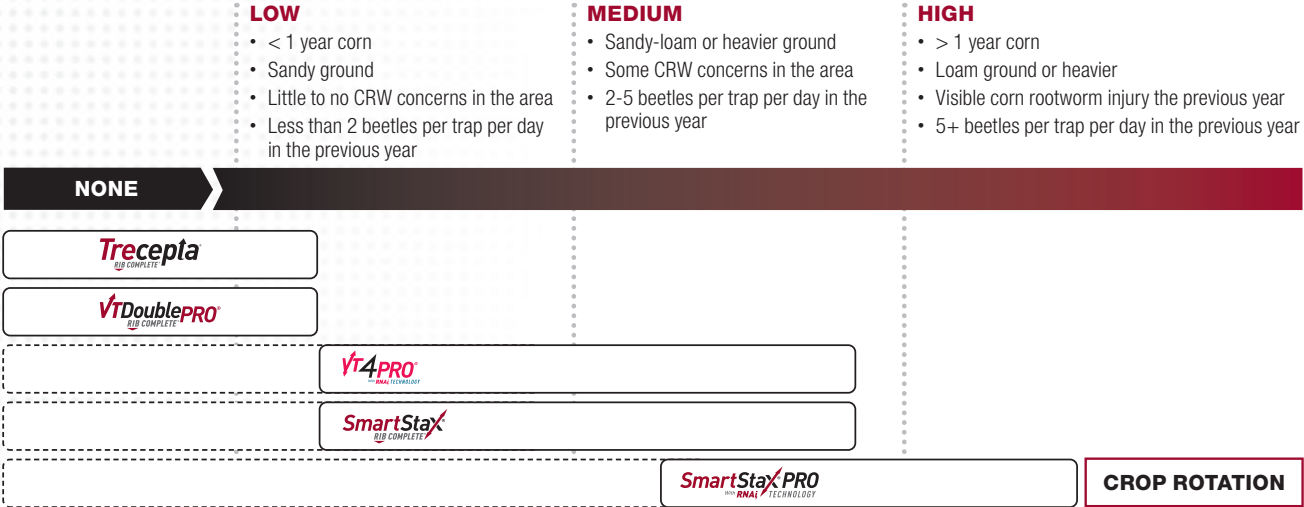 LOW
• < 1 year corn
• Sandy ground
• Little to no CRW concerns in the area
• Less than 2 beetles per trap per day
in the previous year
MEDIUM
• Sandy-loam or heavier ground
• Some CRW concerns in the area
• 2-5 beetles per trap per day in the
previous year
HIGH
• > 1 year corn
• Loam ground or heavier
• Visible corn rootworm injury the previous year
• 5+ beetles per trap per day in the previous year
NONE
Trecepta®
RIB COMPLETE®
VTDoublePRO®
RIB COMPLETE®
VT4PRO®
With RNAi TECHNOLOGY
SmartStax®
RIB COMPLETE®
SmartStax PRO
With RNAi TECHNOLOGY
CROP ROTATION